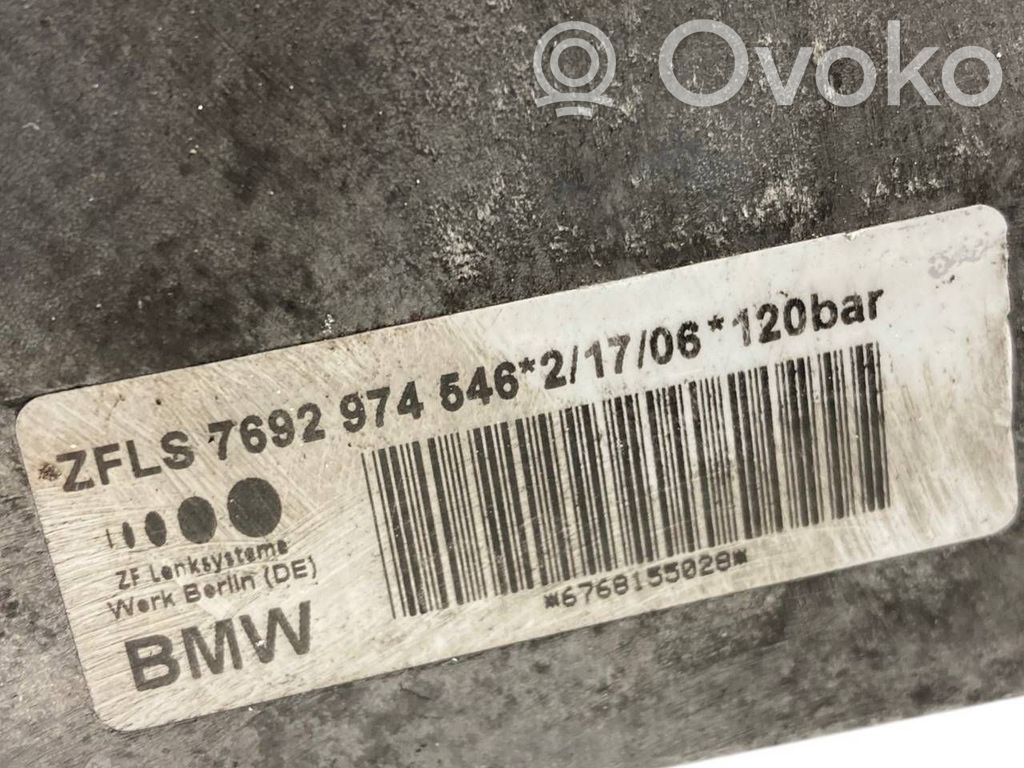 Ovoko
*ZFLS 7692 974 546*2/17/06*120bar
ZF Lenksysteme
Werk Berlin (DE)
BMW
*6768155028*